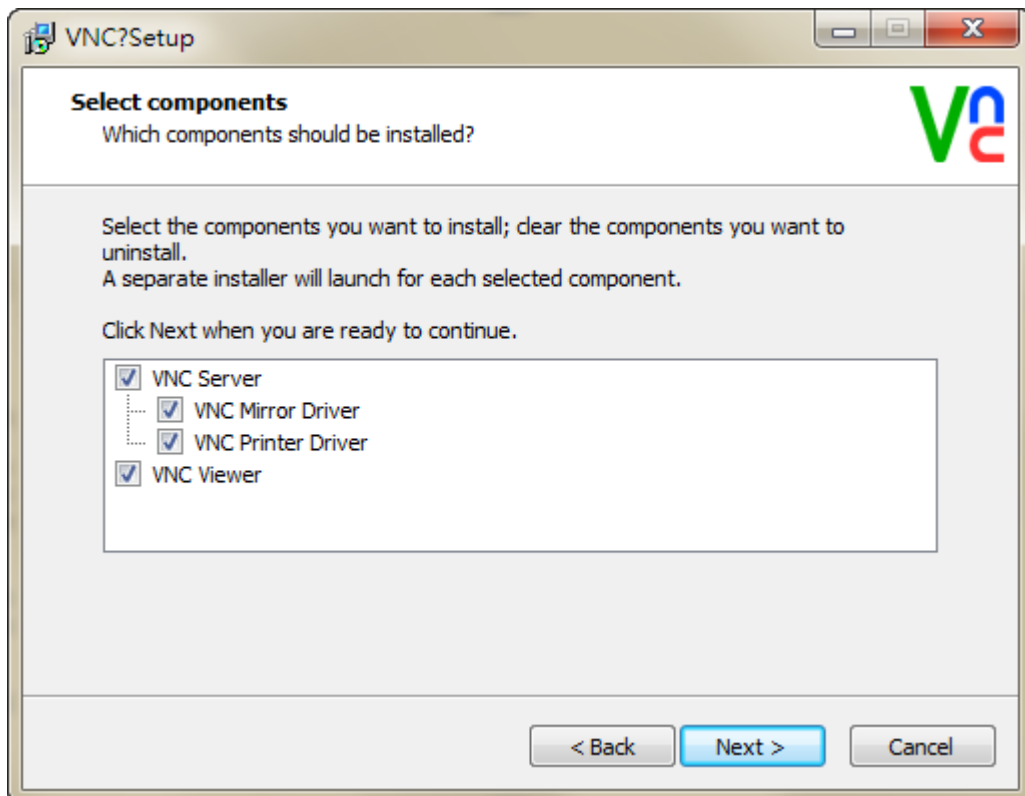 VNC?Setup
Select components
Which components should be installed?
Vnc
Select the components you want to install; clear the components you want to
uninstall.
A separate installer will launch for each selected component.
Click Next when you are ready to continue.
VNC Server
VNC Mirror Driver
VNC Printer Driver
VNC Viewer
< Back
Next >
Cancel